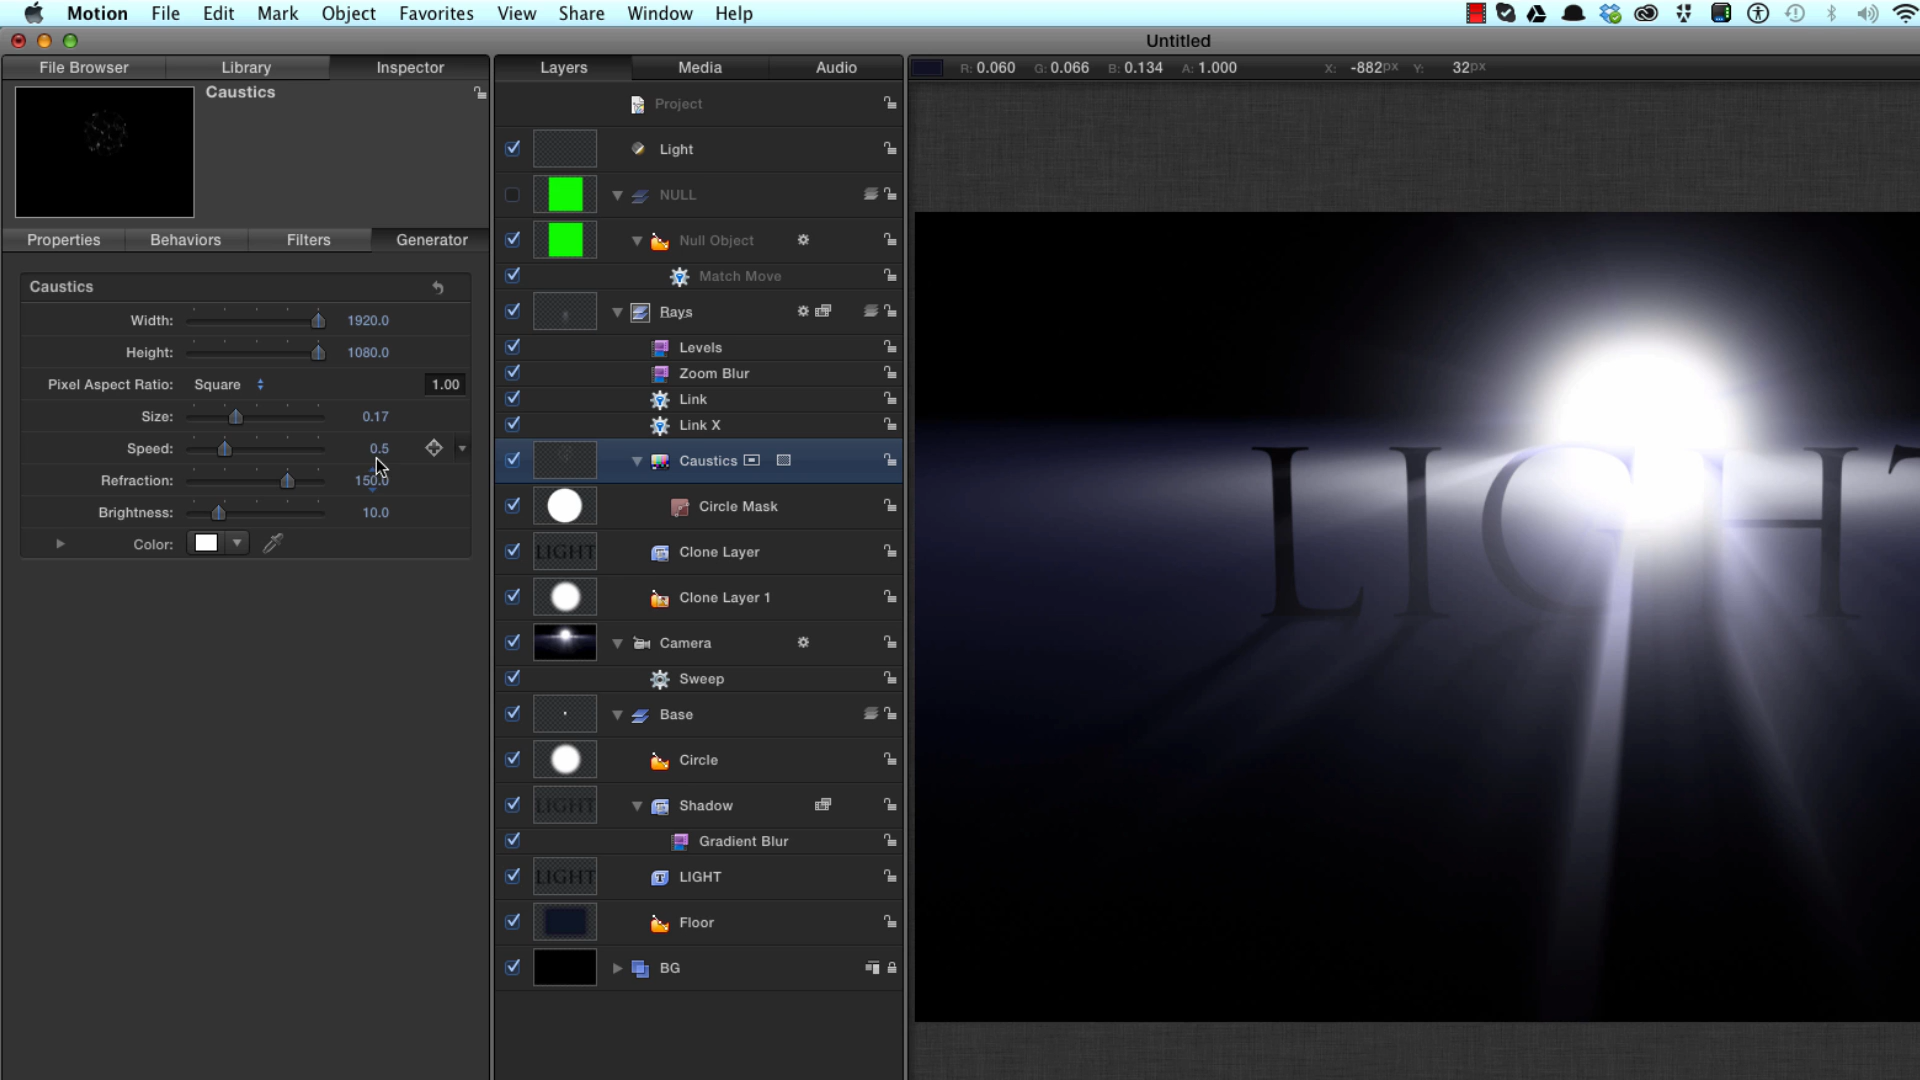 Motion File Edit Mark Object Favorites View Share Window Help
Untitled
File Browser Library Inspector
Layers Media Audio
R: 0.060 G: 0.066 B: 0.134 A: 1.000 X: -882px Y: 32px
Caustics
Properties Behaviors Filters Generator
Caustics
Width: 1920.0
Height: 1080.0
Pixel Aspect Ratio: Square 1.00
Size: 0.17
Speed: 0.5
Refraction: 150.0
Brightness: 10.0
Color:
Project
Light
NULL
Null Object
Match Move
Rays
Levels
Zoom Blur
Link
Link X
Caustics
Circle Mask
LIGHT Clone Layer
Clone Layer 1
Camera
Sweep
Base
Circle
LIGHT Shadow
Gradient Blur
LIGHT LIGHT
Floor
BG
LIGHT